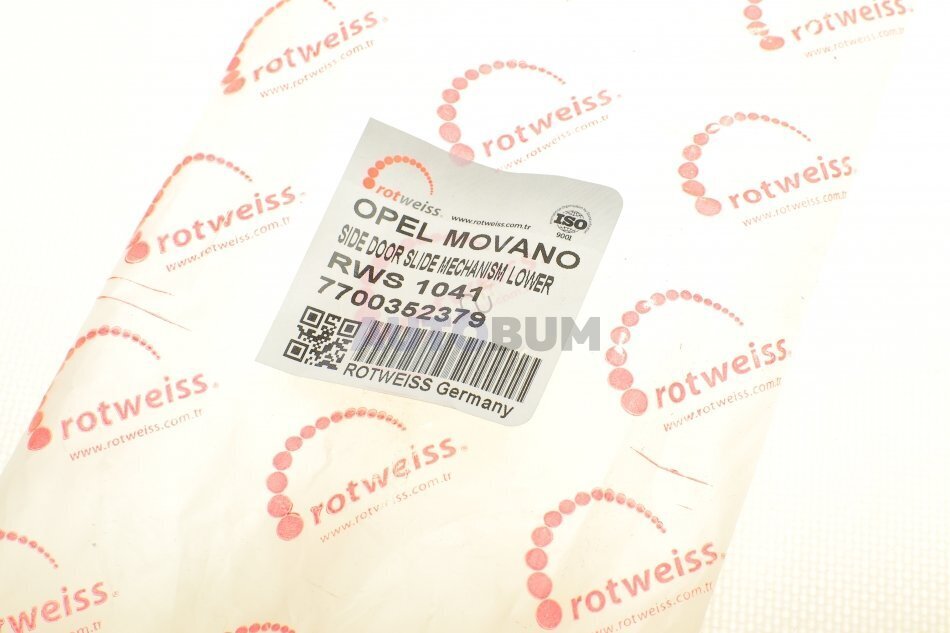 rotweiss®
www.rotweiss.com.tr
rotweiss®
www.rotweiss.com.tr
rotweiss®
www.rotweiss.com.tr
rotweiss®
www.rotweiss.com.tr
rotweiss®
www.rotweiss.com.tr
rotweiss
www.rotweiss.com.tr
ISO
9001
OPEL MOVANO
SIDE DOOR SLIDE MECHANISM LOWER
RWS 1041
7700352379
AUTOBUM
ROTWEISS Germany
rotweiss®
www.rotweiss.com.tr
rotweiss®
www.rotweiss.com.tr
rotweiss®
www.rotweiss.com.tr
rotweiss®
www.rotweiss.com.tr
rotweiss®
www.rotweiss.com.tr